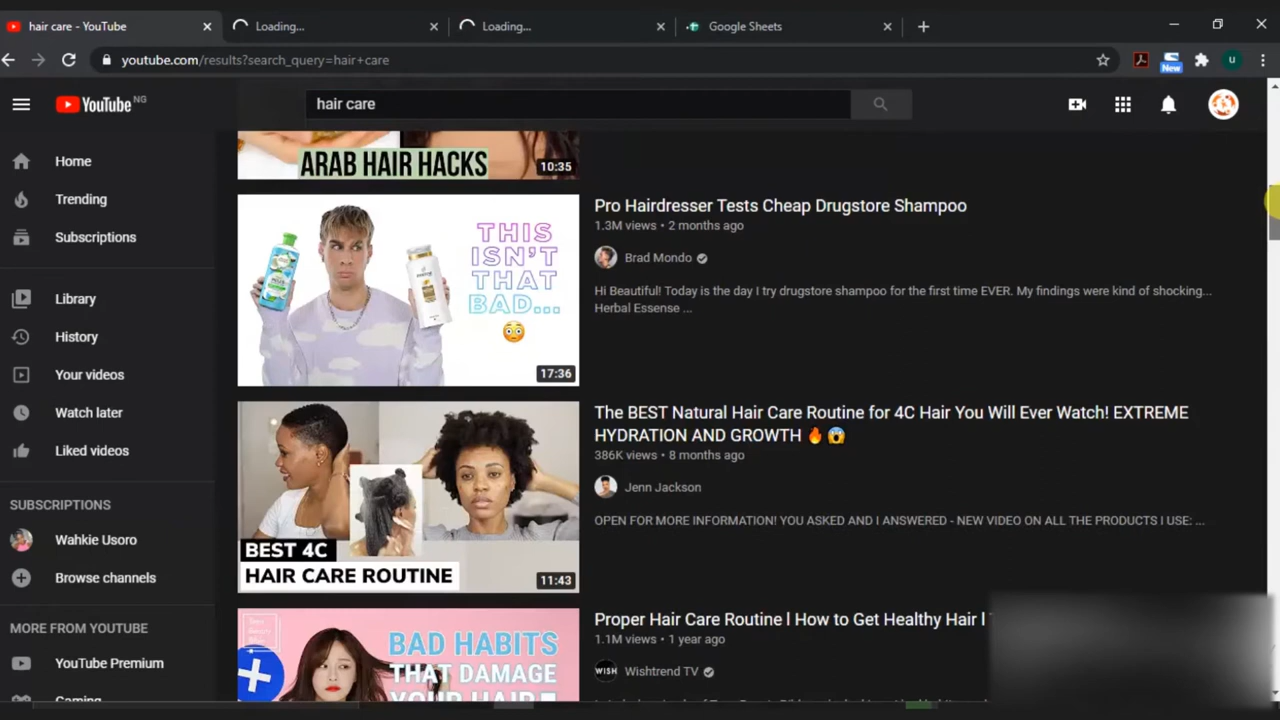 hair care - YouTube
Loading...
Loading...
Google Sheets
youtube.com/results?search_query=hair+care
New
U
YouTube NG
hair care
Home
Trending
Subscriptions
Library
History
Your videos
Watch later
Liked videos
SUBSCRIPTIONS
Wahkie Usoro
Browse channels
MORE FROM YOUTUBE
YouTube Premium
Gaming
ARAB HAIR HACKS
10:35
THIS
ISN'T
THAT
BAD...
17:36
Pro Hairdresser Tests Cheap Drugstore Shampoo
1.3M views • 2 months ago
Brad Mondo
Hi Beautiful! Today is the day I try drugstore shampoo for the first time EVER. My findings were kind of shocking...
Herbal Essense ...
BEST 4C
HAIR CARE ROUTINE
11:43
The BEST Natural Hair Care Routine for 4C Hair You Will Ever Watch! EXTREME
HYDRATION AND GROWTH 🔥 😱
386K views • 8 months ago
Jenn Jackson
OPEN FOR MORE INFORMATION! YOU ASKED AND I ANSWERED - NEW VIDEO ON ALL THE PRODUCTS I USE: ...
BAD HABITS
THAT DAMAGE
YOUR HAIR
Proper Hair Care Routine l How to Get Healthy Hair l
1.1M views • 1 year ago
WISH
Wishtrend TV